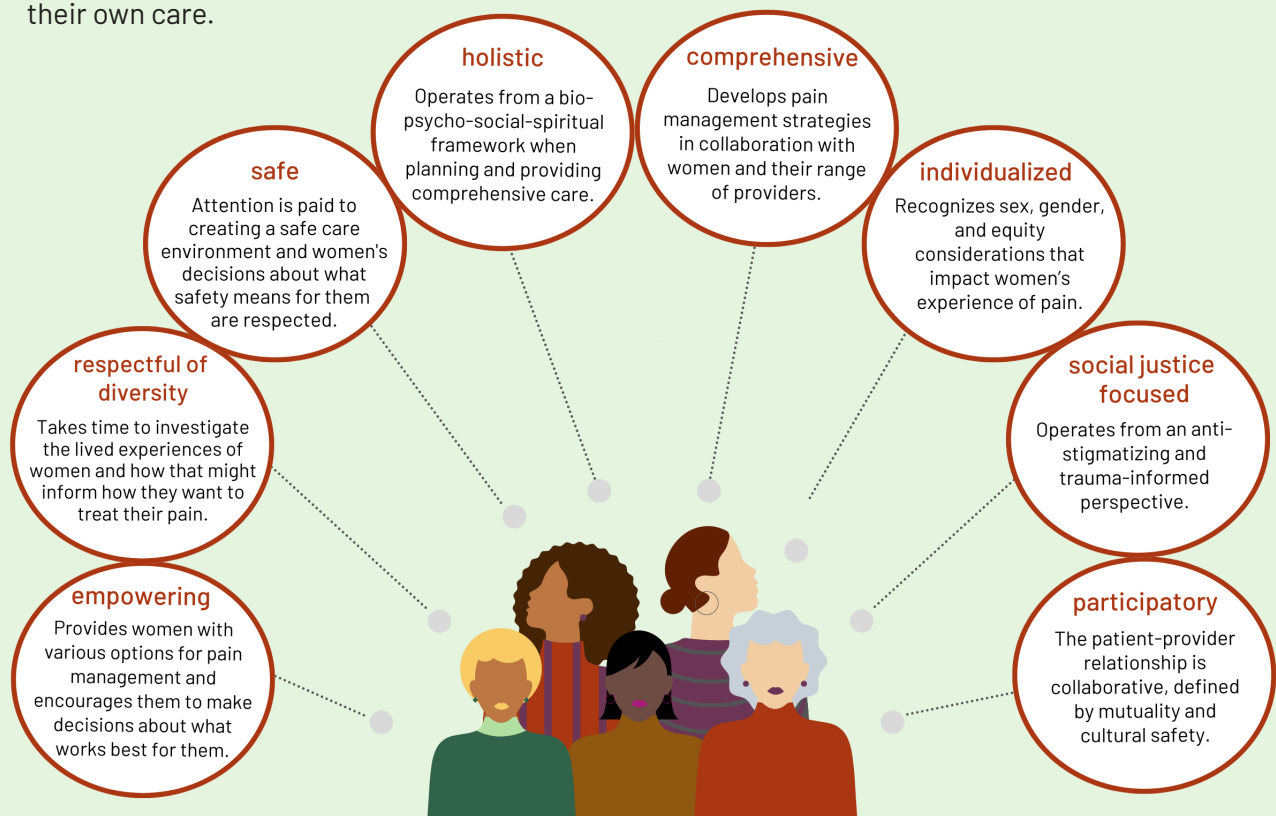 their own care.
holistic
Operates from a bio-
psycho-social-spiritual
framework when
planning and providing
comprehensive care.
comprehensive
Develops pain
management strategies
in collaboration with
women and their range
of providers.
safe
Attention is paid to
creating a safe care
environment and women's
decisions about what
safety means for them
are respected.
individualized
Recognizes sex, gender,
and equity
considerations that
impact women’s
experience of pain.
respectful of
diversity
Takes time to investigate
the lived experiences of
women and how that might
inform how they want to
treat their pain.
social justice
focused
Operates from an anti-
stigmatizing and
trauma-informed
perspective.
empowering
Provides women with
various options for pain
management and
encourages them to make
decisions about what
works best for them.
participatory
The patient-provider
relationship is
collaborative, defined
by mutuality and
cultural safety.